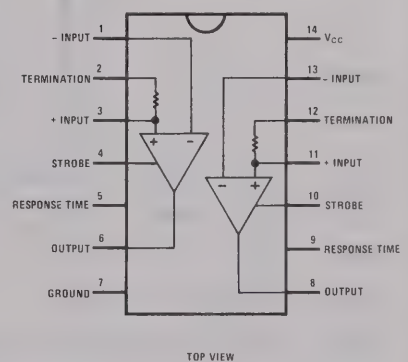 1
- INPUT
2
TERMINATION
3
+ INPUT
4
STROBE
5
RESPONSE TIME
6
OUTPUT
7
GROUND
14
VCC
13
- INPUT
12
TERMINATION
11
+ INPUT
10
STROBE
9
RESPONSE TIME
8
OUTPUT
+ -
- +
TOP VIEW